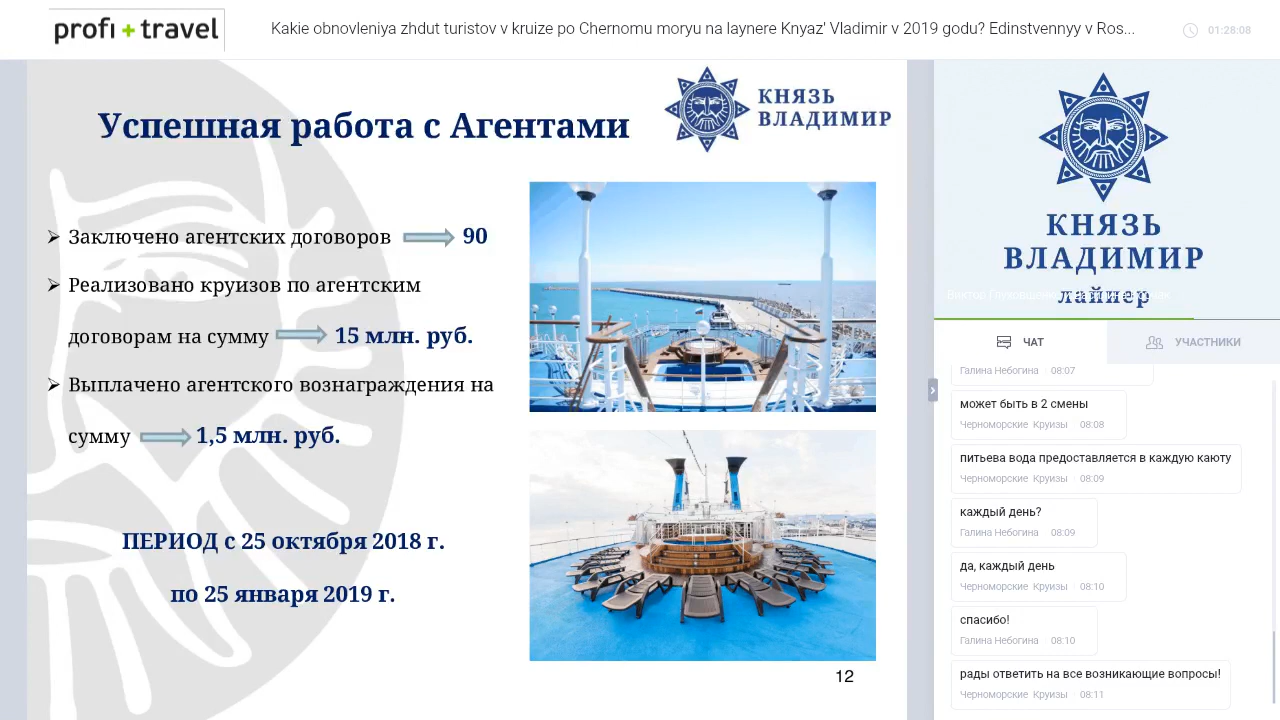 profi + travel
Kakie obnovleniya zhdut turistov v kruize po Chernomu moryu na laynere Knyaz' Vladimir v 2019 godu? Edinstvennyy v Ros...
01:28:08
Успешная работа с Агентами
КНЯЗЬ
ВЛАДИМИР
Заключено агентских договоров 90
Реализовано круизов по агентским
договорам на сумму 15 млн. руб.
Выплачено агентского вознаграждения на
сумму 1,5 млн. руб.
ПЕРИОД с 25 октября 2018 г.
по 25 января 2019 г.
12
КНЯЗЬ
ВЛАДИМИР
лайнер
ЧАТ
УЧАСТНИКИ
Галина Небогина 08:07
может быть в 2 смены
Черноморские Круизы 08:08
питьева вода предоставляется в каждую каюту
Черноморские Круизы 08:09
каждый день?
Галина Небогина 08:09
да, каждый день
Черноморские Круизы 08:10
спасибо!
Галина Небогина 08:10
рады ответить на все возникающие вопросы!
Черноморские Круизы 08:11